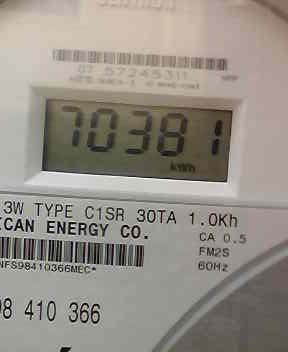 07 57245311
70381
kWh
3W TYPE C1SR 30TA 1.0Kh
ICAN ENERGY CO.
CA 0.5
FM2S
60Hz
NFS98410366MEC*
98 410 366